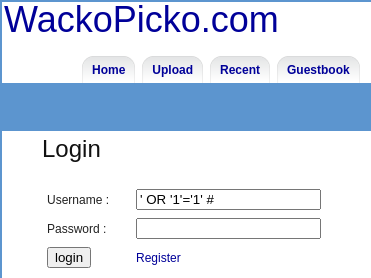 WackoPicko.com
Home Upload Recent Guestbook
Login
Username : ' OR '1'='1' #
Password :
login Register